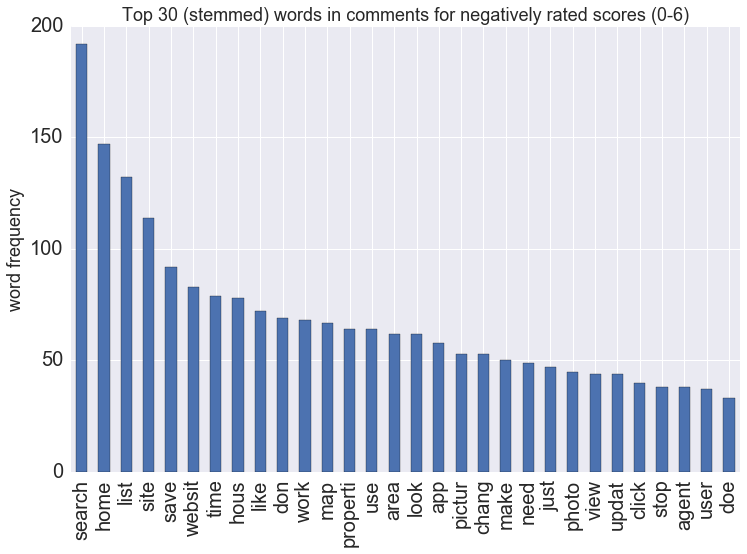 Top 30 (stemmed) words in comments for negatively rated scores (0-6)
200
150
100
50
0
word frequency
search
home
list
site
save
websit
time
hous
like
don
work
map
properti
use
area
look
app
pictur
chang
make
need
just
photo
view
updat
click
stop
agent
user
doe